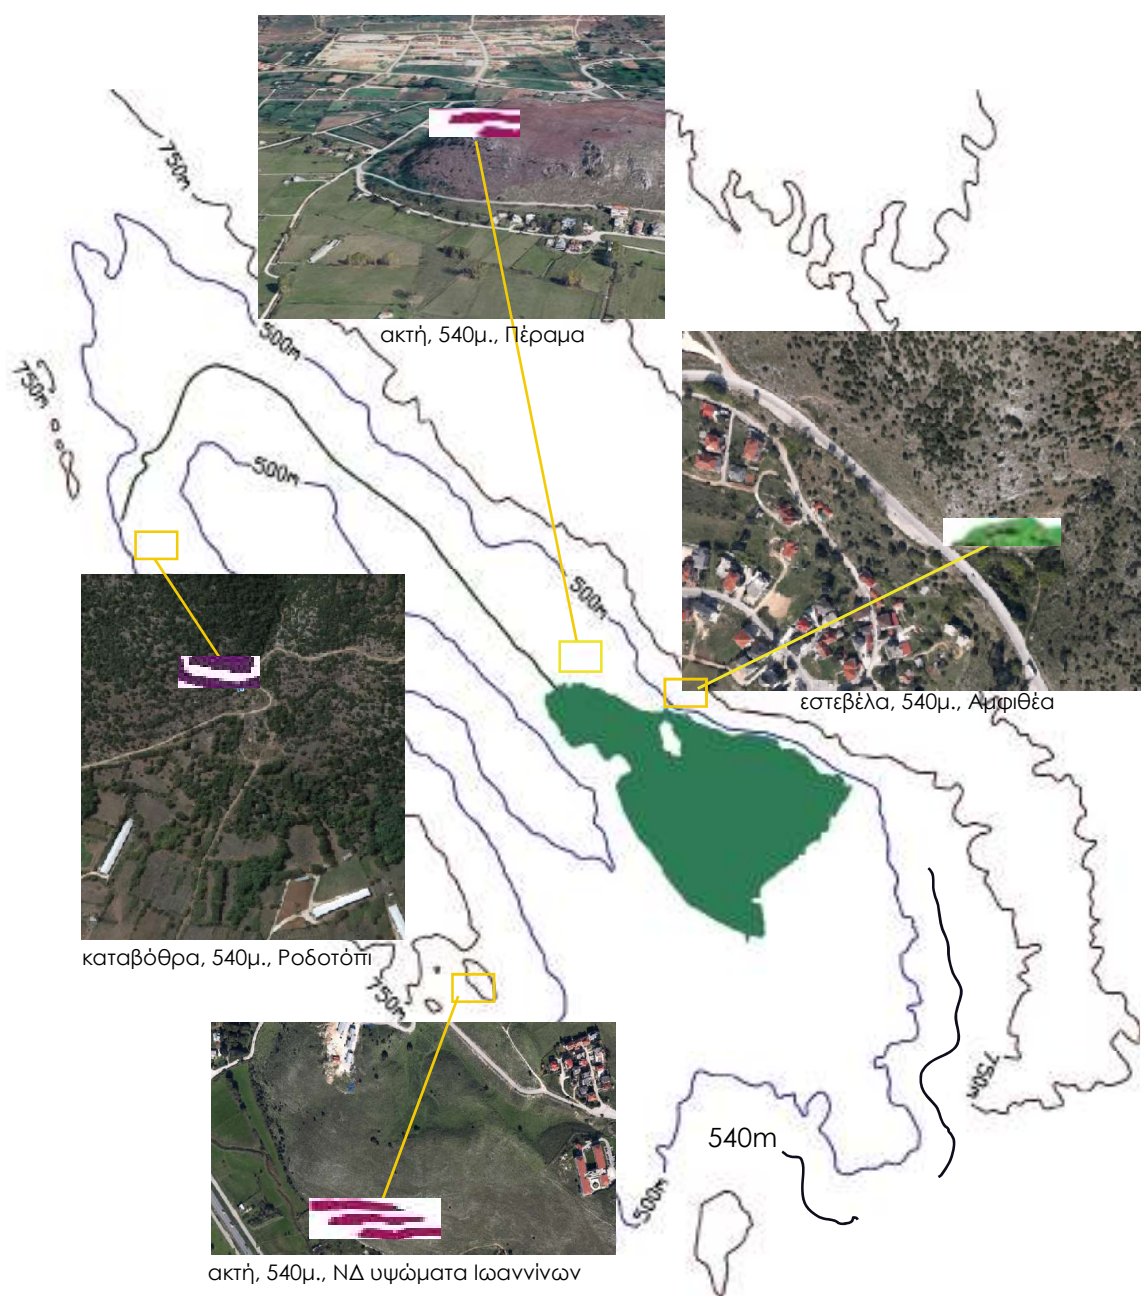 750m
500m
ακτή, 540μ., Πέραμα
750m
500m
500m
εστεβέλα, 540μ., Αμφιθέα
καταβόθρα, 540μ., Ροδοτόπι
750m
750m
540m
500m
ακτή, 540μ., ΝΔ υψώματα Ιωαννίνων